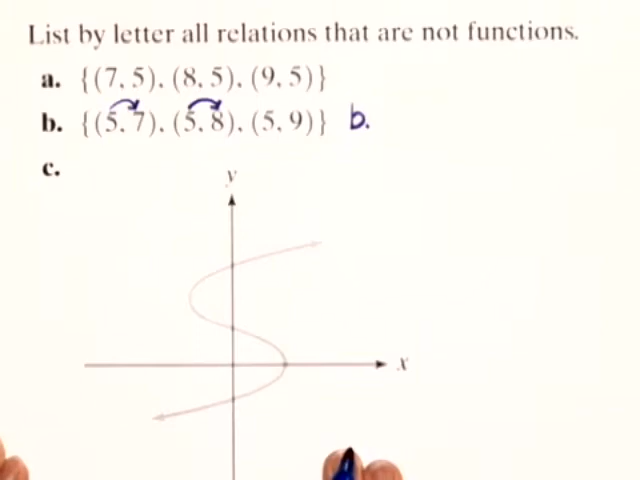 List by letter all relations that are not functions.
a. {(7, 5), (8, 5), (9, 5)}
b. {(5, 7), (5, 8), (5, 9)} b.
c.
y
x